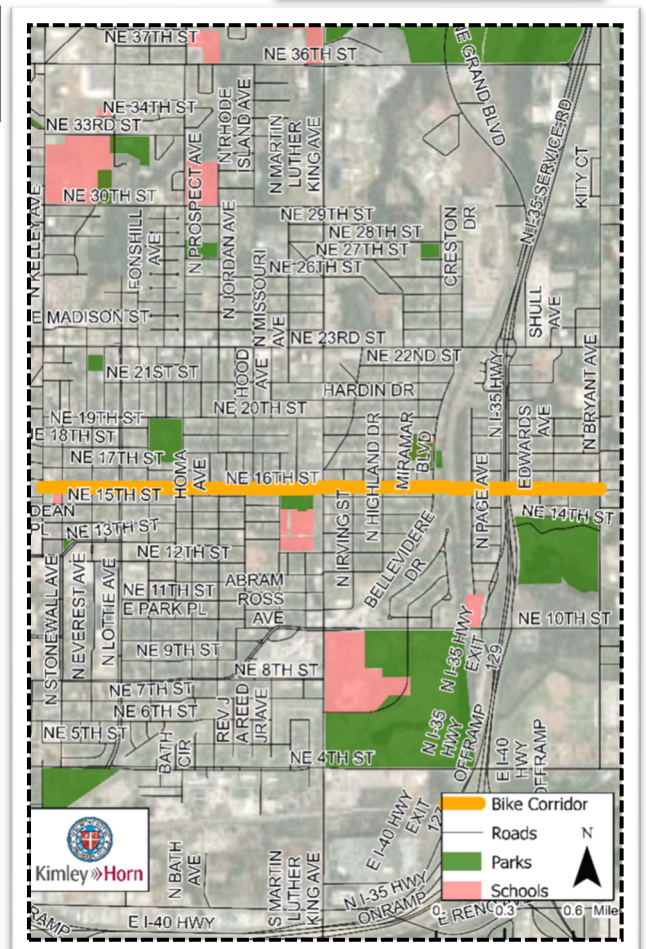 NE 37TH ST
NE 36TH ST
NE GRAND BLVD
NE 34TH ST
NE 33RD ST
N RHODE
ISLAND AVE
N MARTIN
LUTHER
KING AVE
N PROSPECT AVE
N I-35 SERVICE RD
KITY CT
NE 30TH ST
N KELLEY AVE
FONSHILL
AVE
N JORDAN AVE
NE 29TH ST
NE 28TH ST
NE 27TH ST
NE 26TH ST
CRESTON
DR
N MISSOURI
AVE
E MADISON ST
SHULL
AVE
NE 23RD ST
NE 22ND ST
NE 21ST ST
HOOD
AVE
HARDIN DR
N I-35 HWY
N BRYANT AVE
NE 20TH ST
NE 19TH ST
E 18TH ST
NE 17TH ST
HOMA
AVE
NE 16TH ST
N HIGHLAND DR
MIRAMAR
BLVD
EDWARDS
AVE
N PAGE AVE
NE 15TH ST
DEAN
PL
NE 13TH ST
NE 14TH ST
N IRVING ST
NE 12TH ST
BELLEVIDERE
DR
N STONEWALL AVE
N EVEREST AVE
N LOTTIE AVE
NE 11TH ST
E PARK PL
ABRAM
ROSS
AVE
NE 10TH ST
N I-35 HWY
EXIT
129
NE 9TH ST
NE 8TH ST
NE 7TH ST
NE 6TH ST
REV J
A REED
JR AVE
N I-35
HWY
OFFRAMP
NE 5TH ST
BATH
CIR
NE 4TH ST
E I-40
HWY
OFFRAMP
E I-40 HWY
EXIT
127
Kimley»Horn
N BATH
AVE
S MARTIN
LUTHER
KING AVE
N I-35 HWY
ONRAMP
E I-40 HWY
RAMP
Bike Corridor
Roads
N
Parks
Schools
0
0.3
0.6
Miles